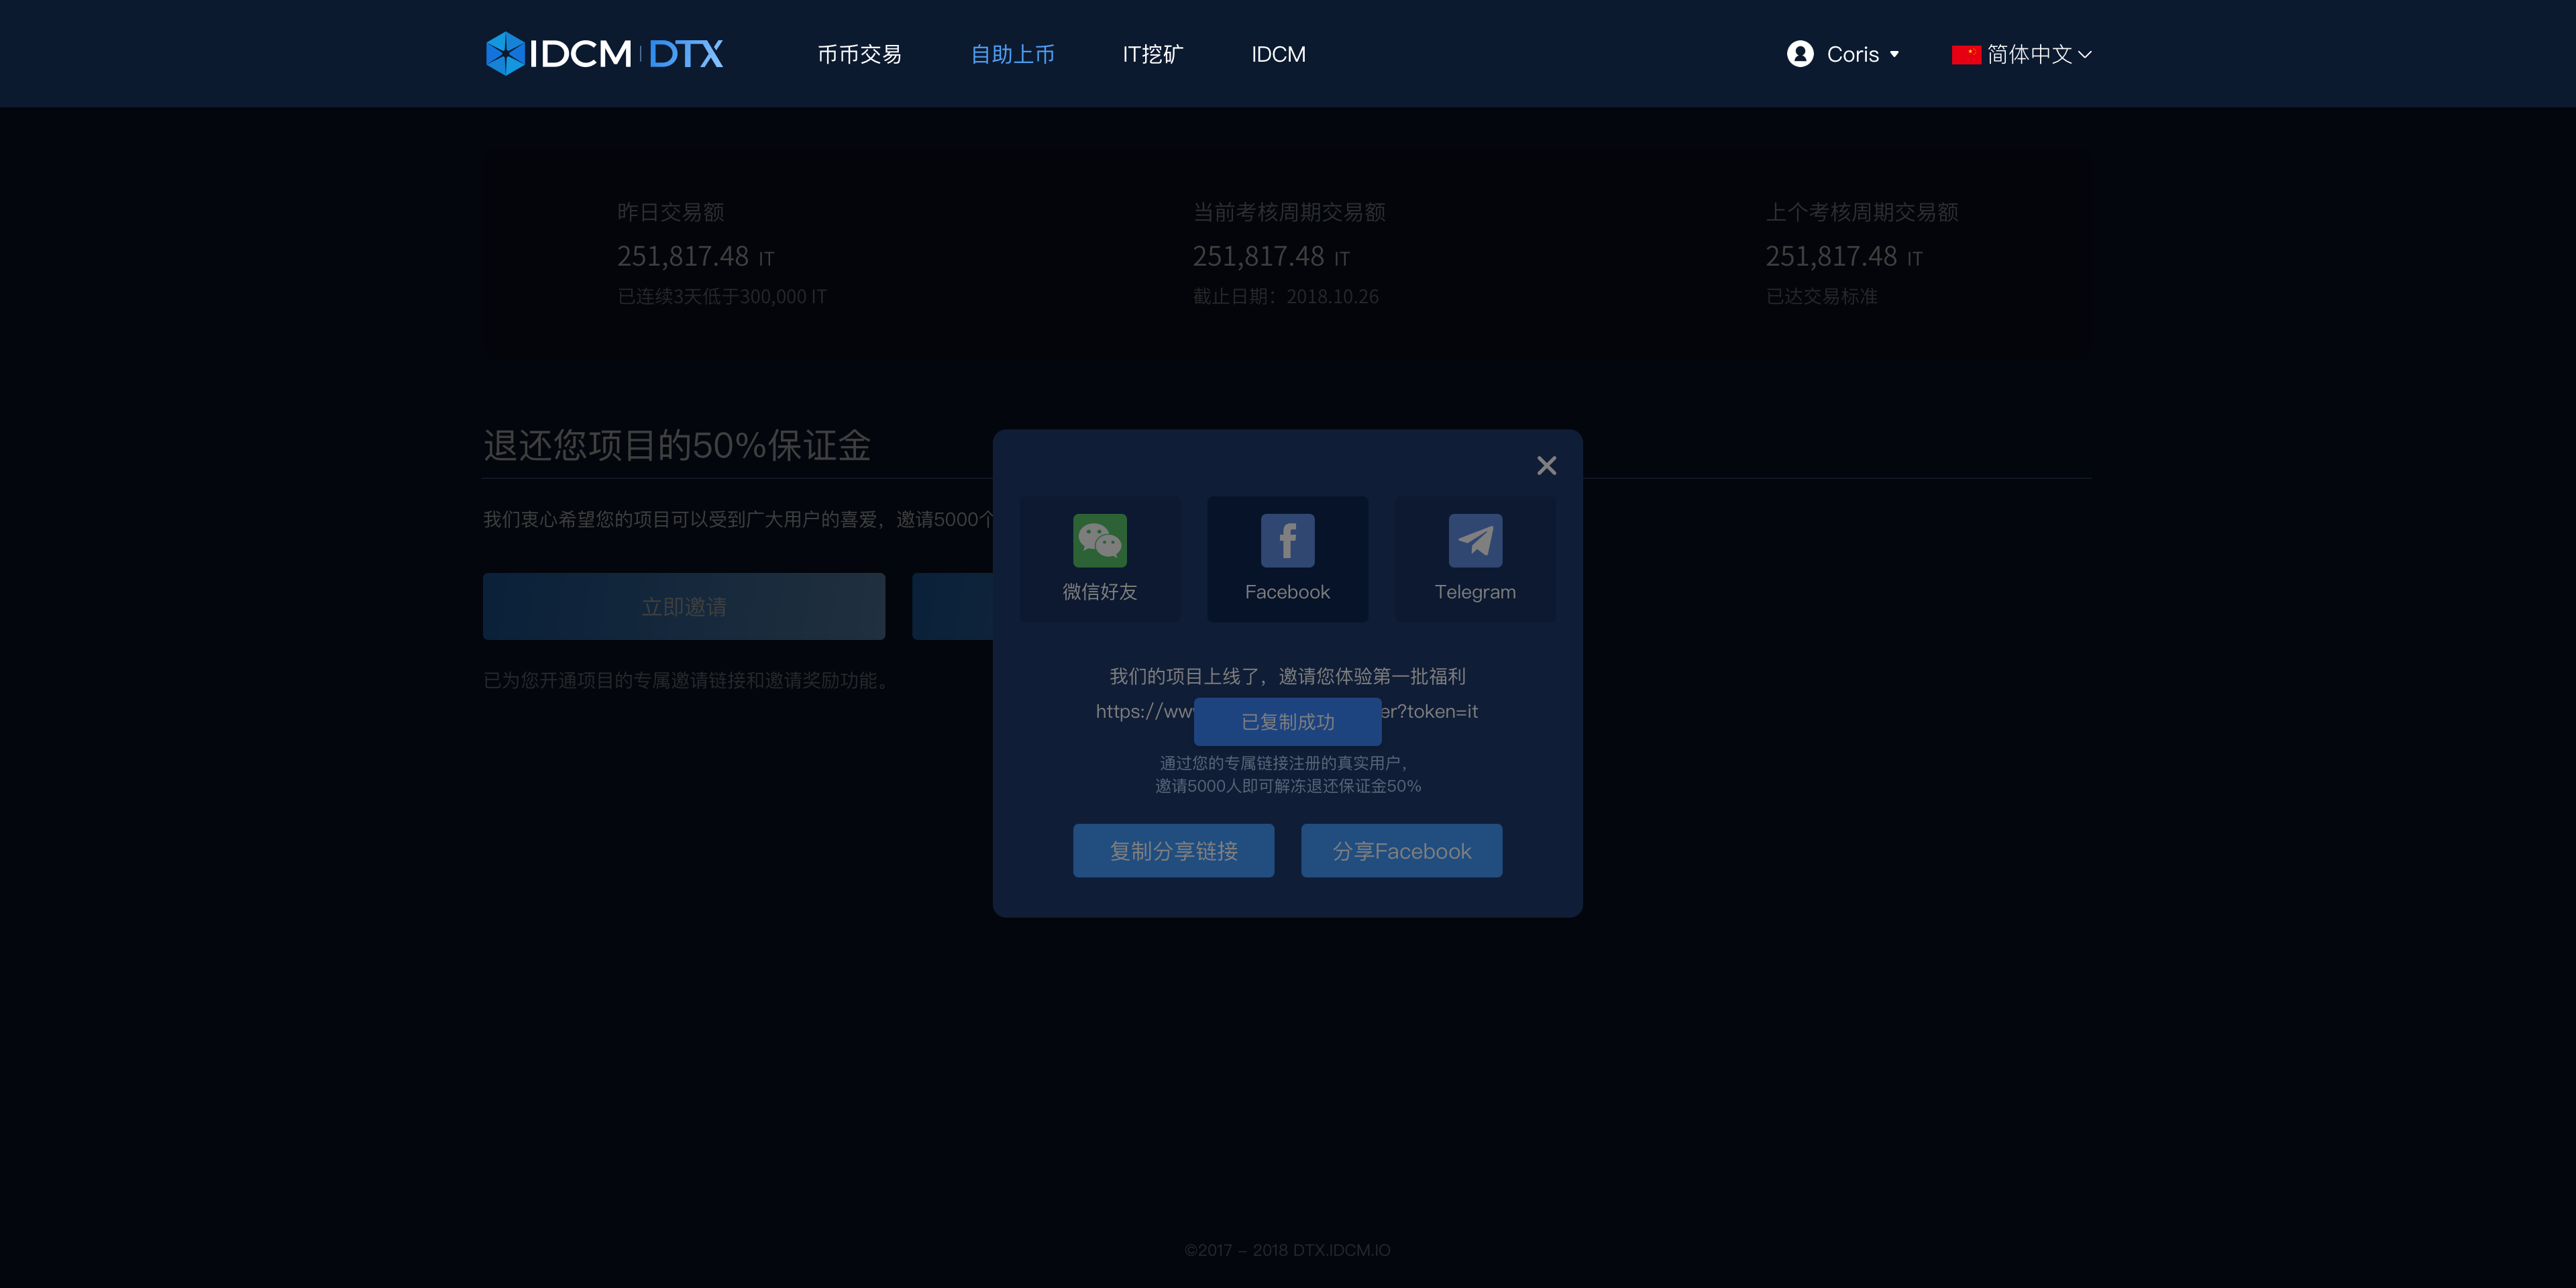 IDCM DTX
币币交易
自助上币
IT挖矿
IDCM
Coris
简体中文
昨日交易额
251,817.48 IT
已连续3天低于300,000 IT
当前考核周期交易额
251,817.48 IT
截止日期：2018.10.26
上个考核周期交易额
251,817.48 IT
已达交易标准
退还您项目的50%保证金
我们衷心希望您的项目可以受到广大用户的喜爱，邀请5000个
立即邀请
已为您开通项目的专属邀请链接和邀请奖励功能。
微信好友
Facebook
Telegram
我们的项目上线了，邀请您体验第一批福利
https://ww
er?token=it
已复制成功
通过您的专属链接注册的真实用户，
邀请5000人即可解冻退还保证金50%
复制分享链接
分享Facebook
©2017 – 2018 DTX.IDCM.IO